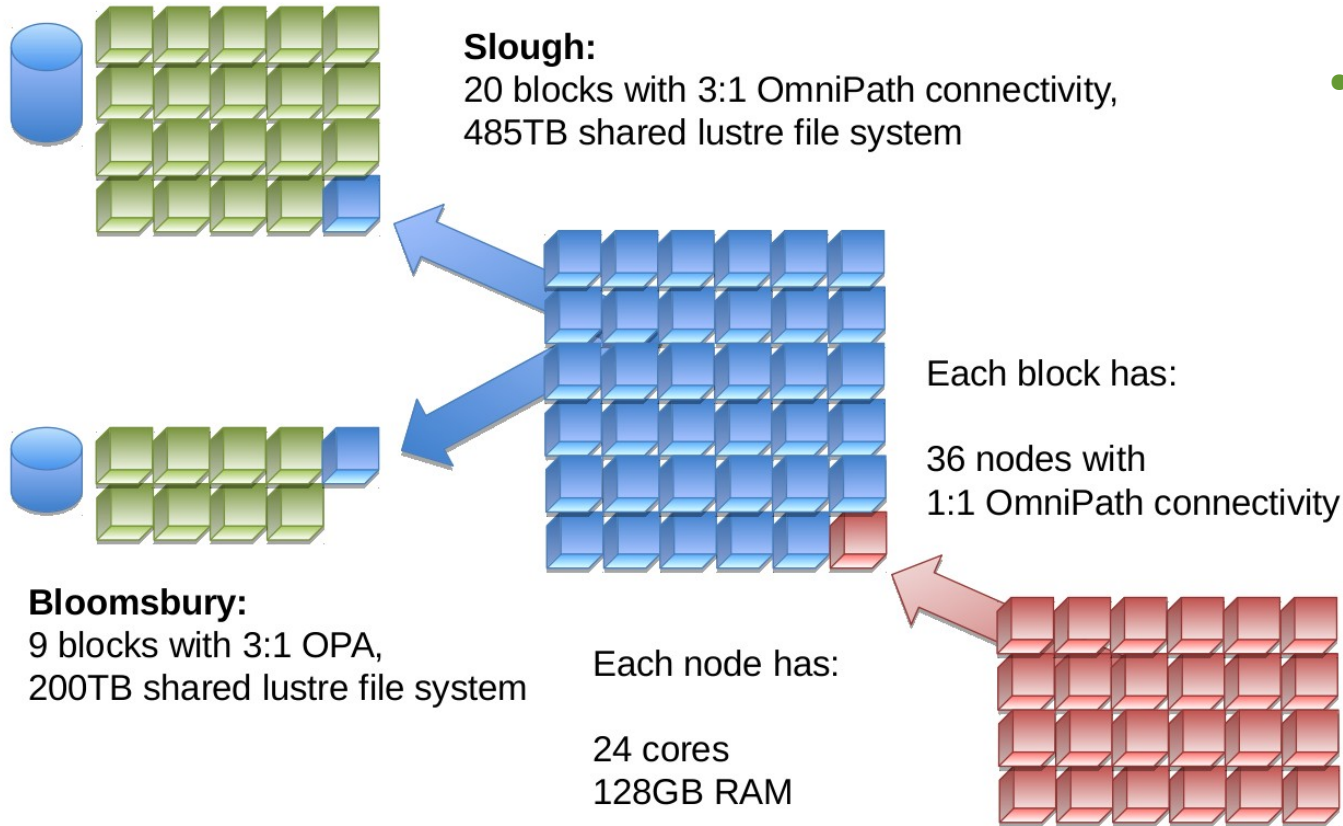 Slough:
20 blocks with 3:1 OmniPath connectivity,
485TB shared lustre file system
Each block has:
36 nodes with
1:1 OmniPath connectivity
Bloomsbury:
9 blocks with 3:1 OPA,
200TB shared lustre file system
Each node has:
24 cores
128GB RAM